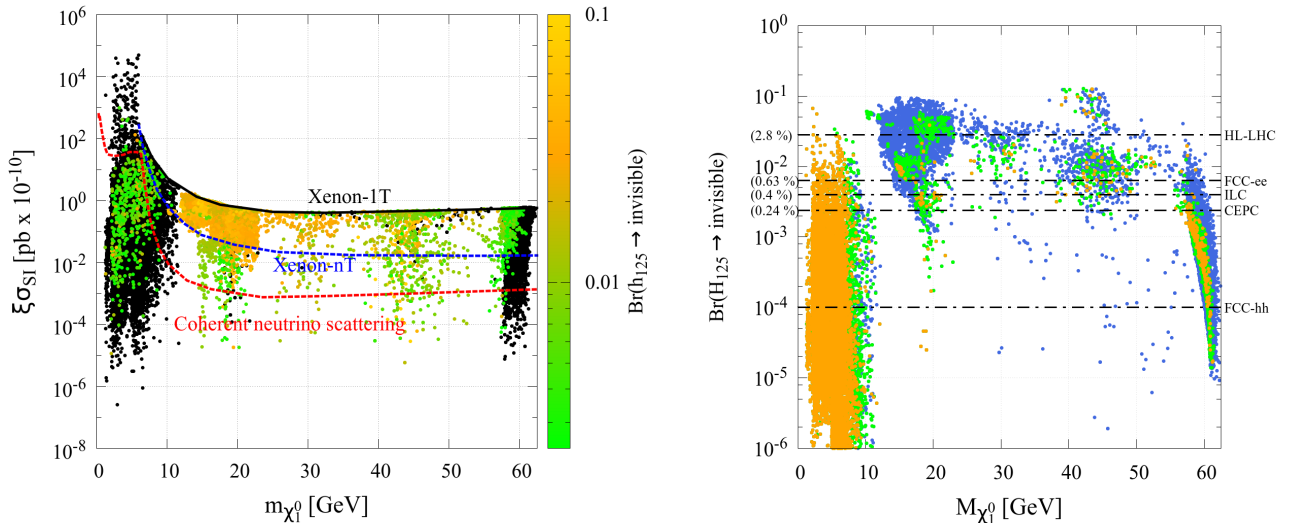 10^6
10^4
10^2
10^0
10^-2
10^-4
10^-6
10^-8
ξσ_SI [pb x 10^-10]
0
10
20
30
40
50
60
m_χ̃₁⁰ [GeV]
Xenon-1T
Xenon-nT
Coherent neutrino scattering
0.1
0.01
Br(h_125 → invisible)
10^0
10^-1
10^-2
10^-3
10^-4
10^-5
10^-6
Br(H_125 → invisible)
(2.8 %)
(0.63 %)
(0.4 %)
(0.24 %)
HL-LHC
FCC-ee
ILC
CEPC
FCC-hh
0
10
20
30
40
50
60
M_χ̃₁⁰ [GeV]